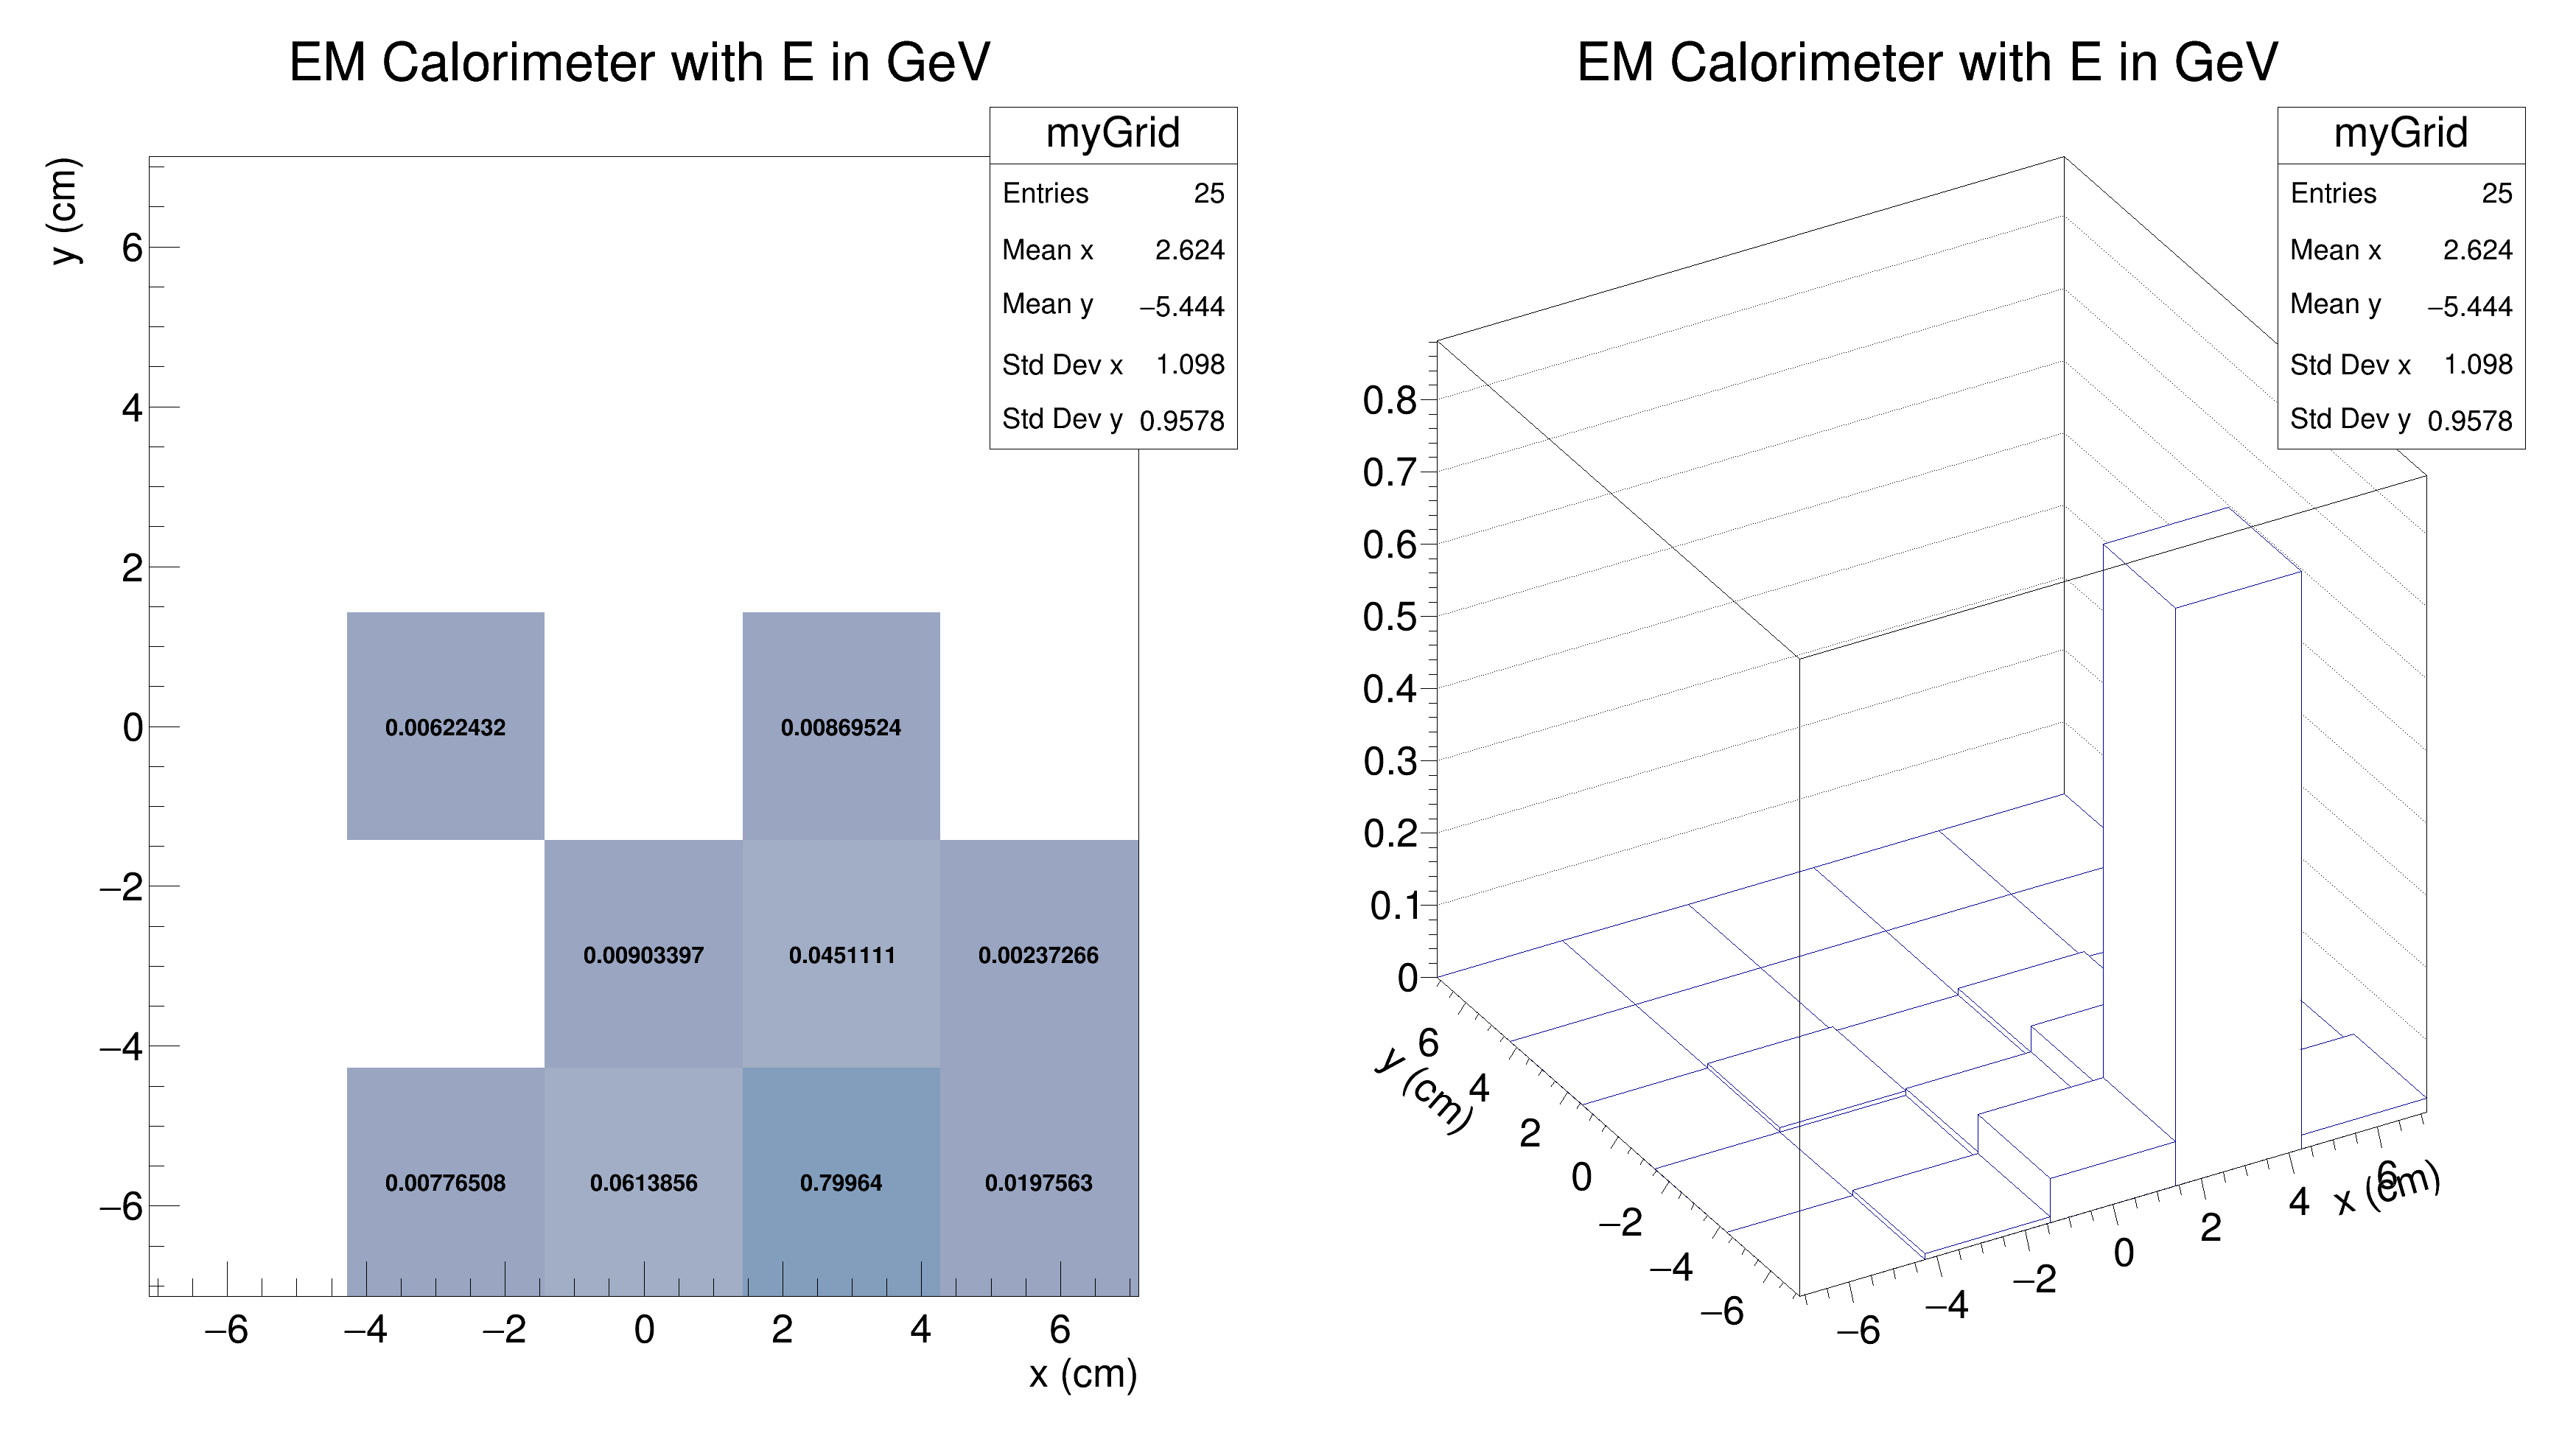 EM Calorimeter with E in GeV
myGrid
Entries 25
Mean x 2.624
Mean y −5.444
Std Dev x 1.098
Std Dev y 0.9578
y (cm)
6
4
2
0
−2
−4
−6
0.00622432 0.00869524
0.00903397 0.0451111 0.00237266
0.00776508 0.0613856 0.79964 0.0197563
−6 −4 −2 0 2 4 6
x (cm)
EM Calorimeter with E in GeV
myGrid
Entries 25
Mean x 2.624
Mean y −5.444
Std Dev x 1.098
Std Dev y 0.9578
0.8
0.7
0.6
0.5
0.4
0.3
0.2
0.1
0
6
4
2
0
−2
−4
−6
y (cm)
−6 −4 −2 0 2 4 6
x (cm)